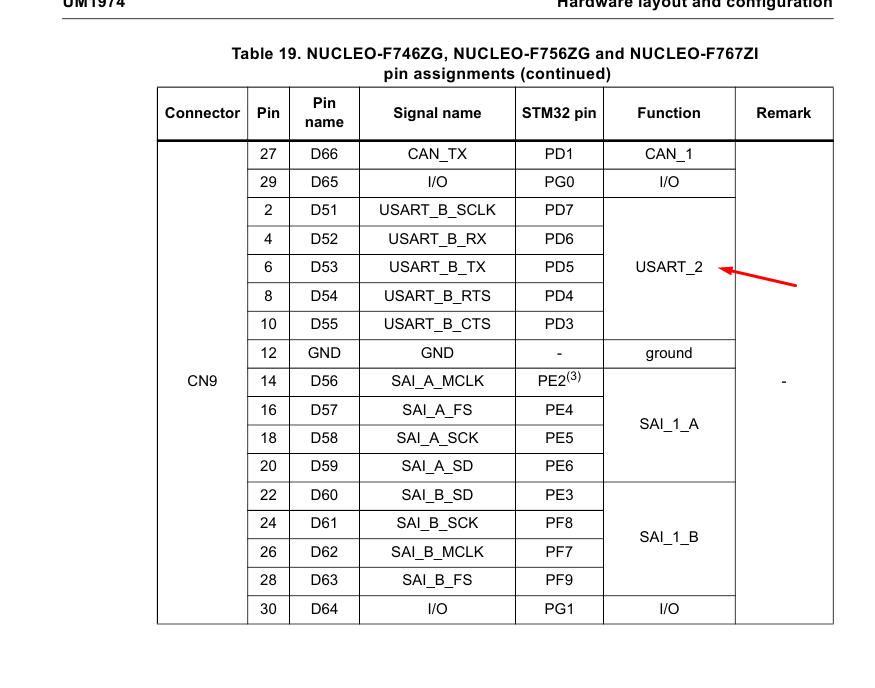 UM1974 Hardware layout and configuration
Table 19. NUCLEO-F746ZG, NUCLEO-F756ZG and NUCLEO-F767ZI
pin assignments (continued)
Connector Pin Pin name Signal name STM32 pin Function Remark
27 D66 CAN_TX PD1 CAN_1
29 D65 I/O PG0 I/O
2 D51 USART_B_SCLK PD7
4 D52 USART_B_RX PD6
6 D53 USART_B_TX PD5 USART_2
8 D54 USART_B_RTS PD4
10 D55 USART_B_CTS PD3
12 GND GND - ground
CN9 14 D56 SAI_A_MCLK PE2(3) -
16 D57 SAI_A_FS PE4 SAI_1_A
18 D58 SAI_A_SCK PE5
20 D59 SAI_A_SD PE6
22 D60 SAI_B_SD PE3
24 D61 SAI_B_SCK PF8 SAI_1_B
26 D62 SAI_B_MCLK PF7
28 D63 SAI_B_FS PF9
30 D64 I/O PG1 I/O